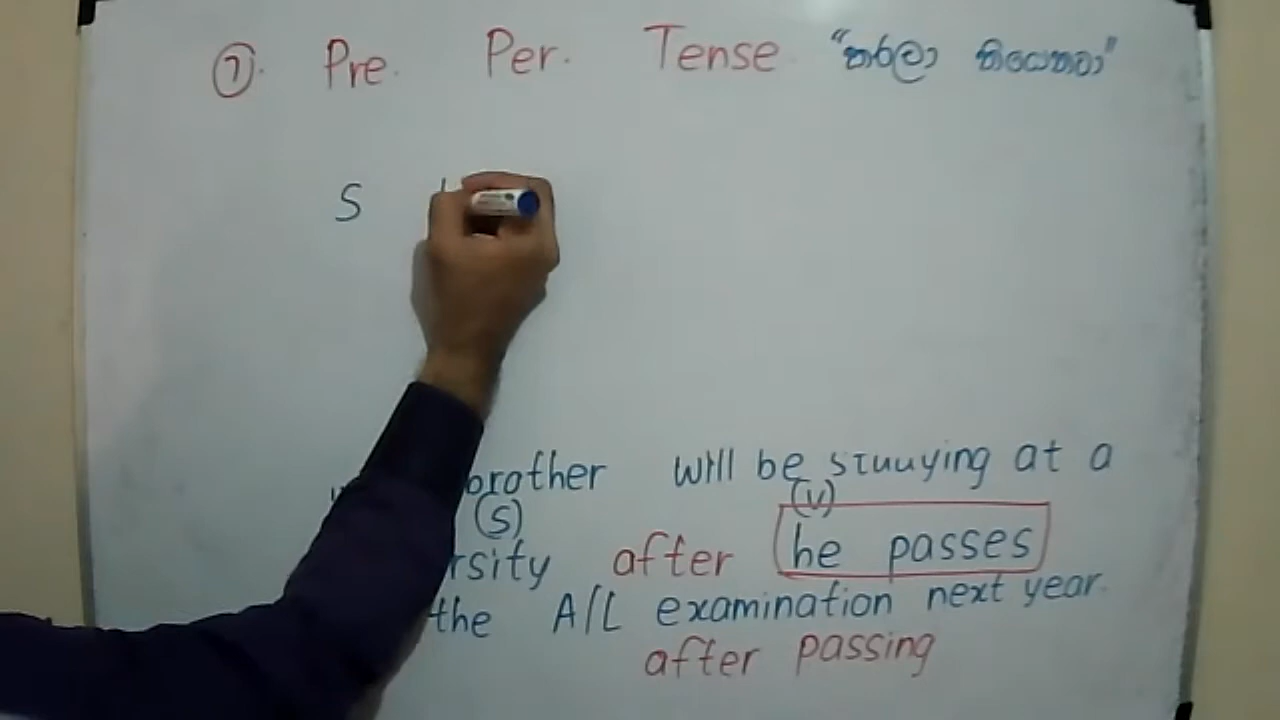 7. Pre. Per. Tense "කරලා තියෙනවා"
S
brother will be studying at a
(S) (V)
after he passes
the A/L examination next year.
after passing